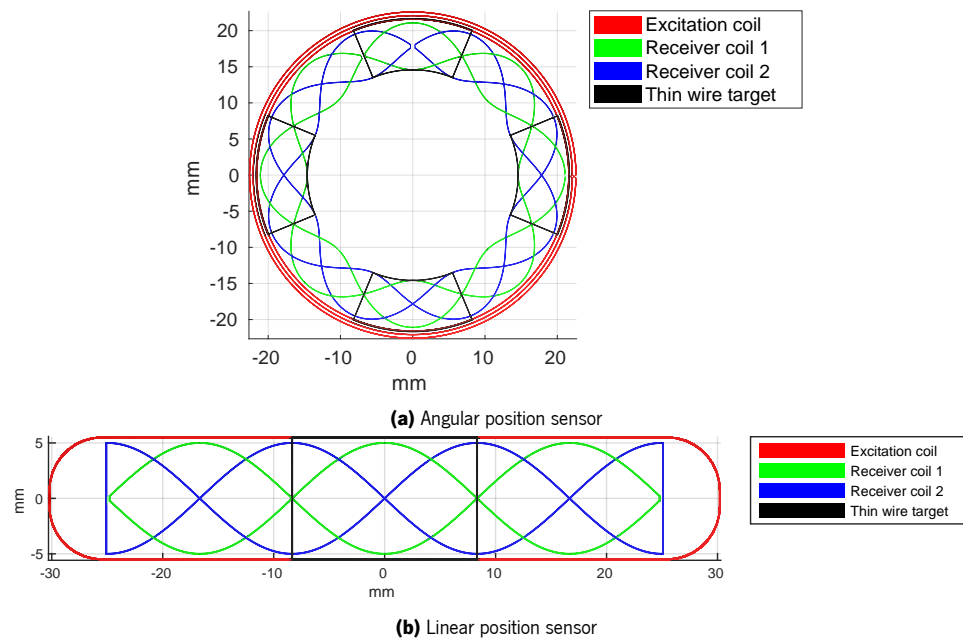 Excitation coil
Receiver coil 1
Receiver coil 2
Thin wire target
20
15
10
5
0
-5
-10
-15
-20
mm
-20 -10 0 10 20
mm
(a) Angular position sensor
5
0
-5
mm
-30 -20 -10 0 10 20 30
mm
Excitation coil
Receiver coil 1
Receiver coil 2
Thin wire target
(b) Linear position sensor